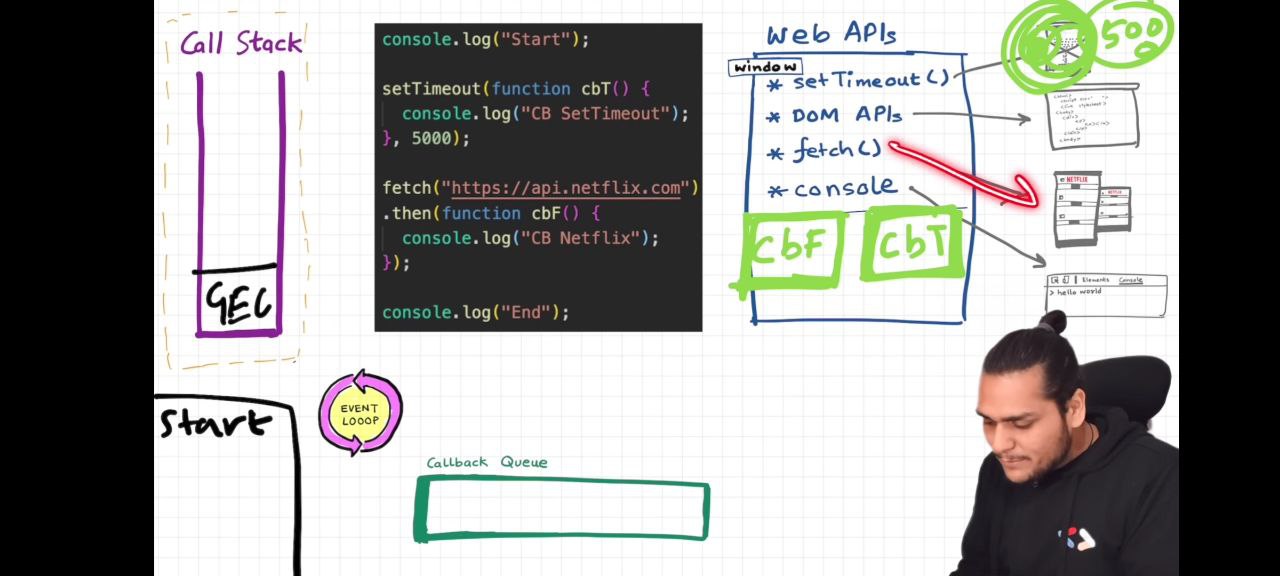 Call Stack
GEC
console.log("Start");
setTimeout(function cbT() {
console.log("CB SetTimeout");
}, 5000);
fetch("https://api.netflix.com")
.then(function cbF() {
console.log("CB Netflix");
});
console.log("End");
Web APIs
window
* setTimeout()
* DOM APIs
* fetch()
* console
CbF
CbT
500
NETFLIX
NETFLIX
Elements Console
> hello world
Start
EVENT
LOOOP
Callback Queue